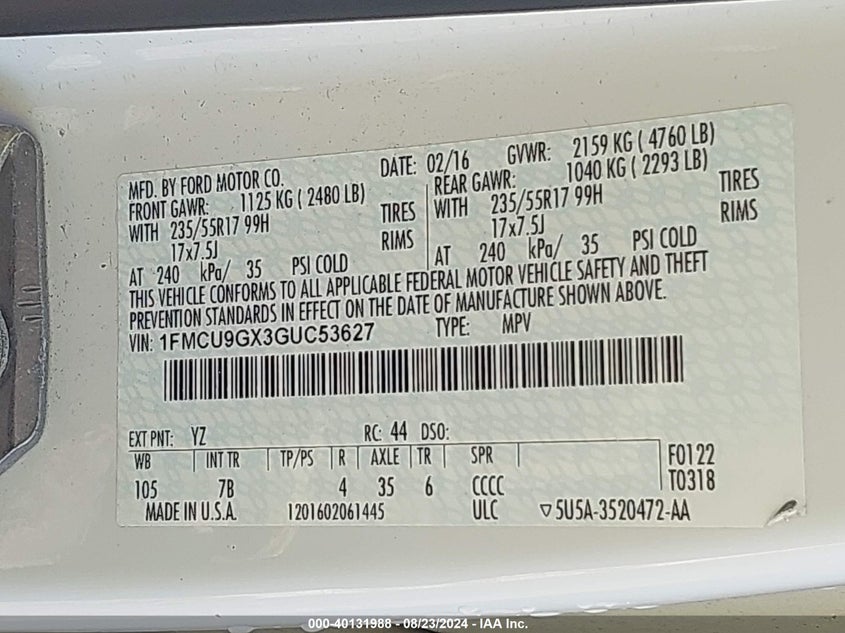 MFD. BY FORD MOTOR CO. DATE: 02/16 GVWR: 2159 KG ( 4760 LB)
FRONT GAWR: 1125 KG ( 2480 LB) REAR GAWR: 1040 KG ( 2293 LB)
WITH 235/55R17 99H TIRES WITH 235/55R17 99H TIRES
17x7.5J RIMS 17x7.5J RIMS
AT 240 kPa/ 35 PSI COLD AT 240 kPa/ 35 PSI COLD
THIS VEHICLE CONFORMS TO ALL APPLICABLE FEDERAL MOTOR VEHICLE SAFETY AND THEFT
PREVENTION STANDARDS IN EFFECT ON THE DATE OF MANUFACTURE SHOWN ABOVE.
VIN: 1FMCU9GX3GUC53627 TYPE: MPV
EXT PNT: YZ RC: 44 DSO:
WB INT TR TP/PS R AXLE TR SPR F0122
105 7B 4 35 6 CCCC T0318
MADE IN U.S.A. 1201602061445 ULC ▽5U5A-3520472-AA
000-40131988 - 08/23/2024 - IAA Inc.